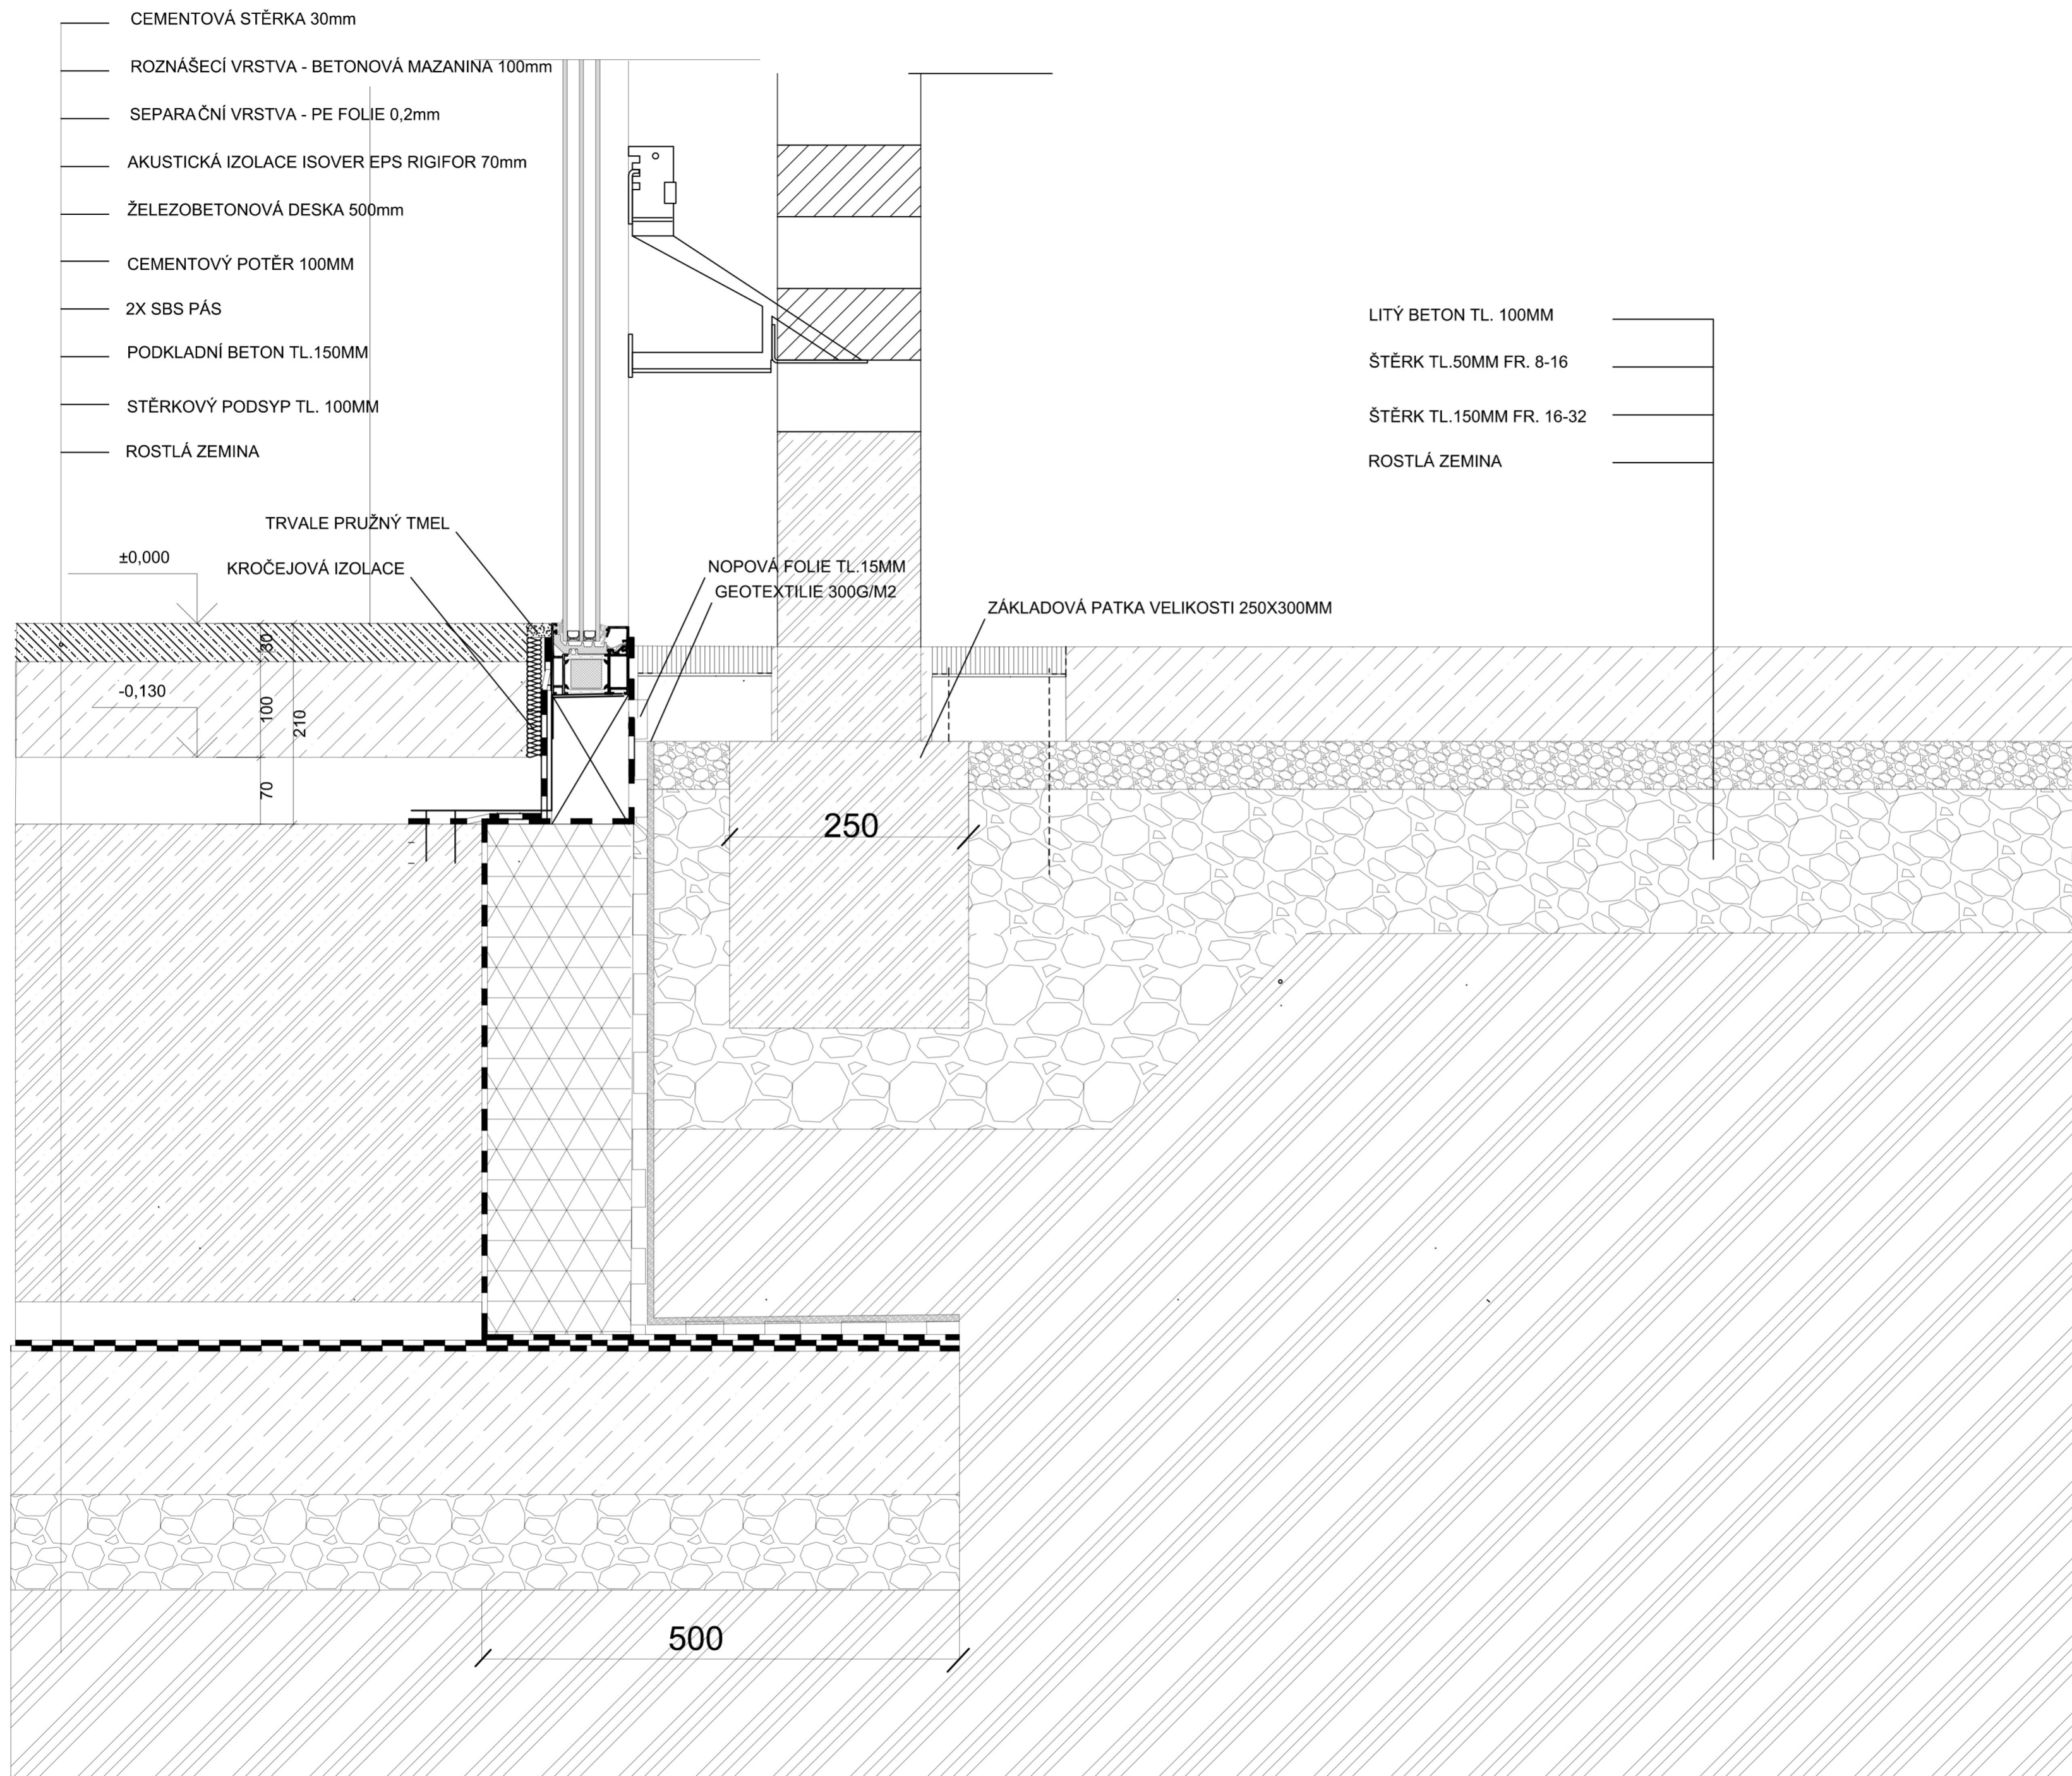 CEMENTOVÁ STĚRKA 30mm
ROZNÁŠECÍ VRSTVA - BETONOVÁ MAZANINA 100mm
SEPARAČNÍ VRSTVA - PE FOLIE 0,2mm
AKUSTICKÁ IZOLACE ISOVER EPS RIGIFOR 70mm
ŽELEZOBETONOVÁ DESKA 500mm
CEMENTOVÝ POTĚR 100MM
2X SBS PÁS
PODKLADNÍ BETON TL.150MM
STĚRKOVÝ PODSYP TL. 100MM
ROSTLÁ ZEMINA
LITÝ BETON TL. 100MM
ŠTĚRK TL.50MM FR. 8-16
ŠTĚRK TL.150MM FR. 16-32
ROSTLÁ ZEMINA
TRVALE PRUŽNÝ TMEL
KROČEJOVÁ IZOLACE
NOPOVÁ FOLIE TL.15MM
GEOTEXTILIE 300G/M2
ZÁKLADOVÁ PATKA VELIKOSTI 250X300MM
±0,000
-0,130
30
100
210
70
250
500